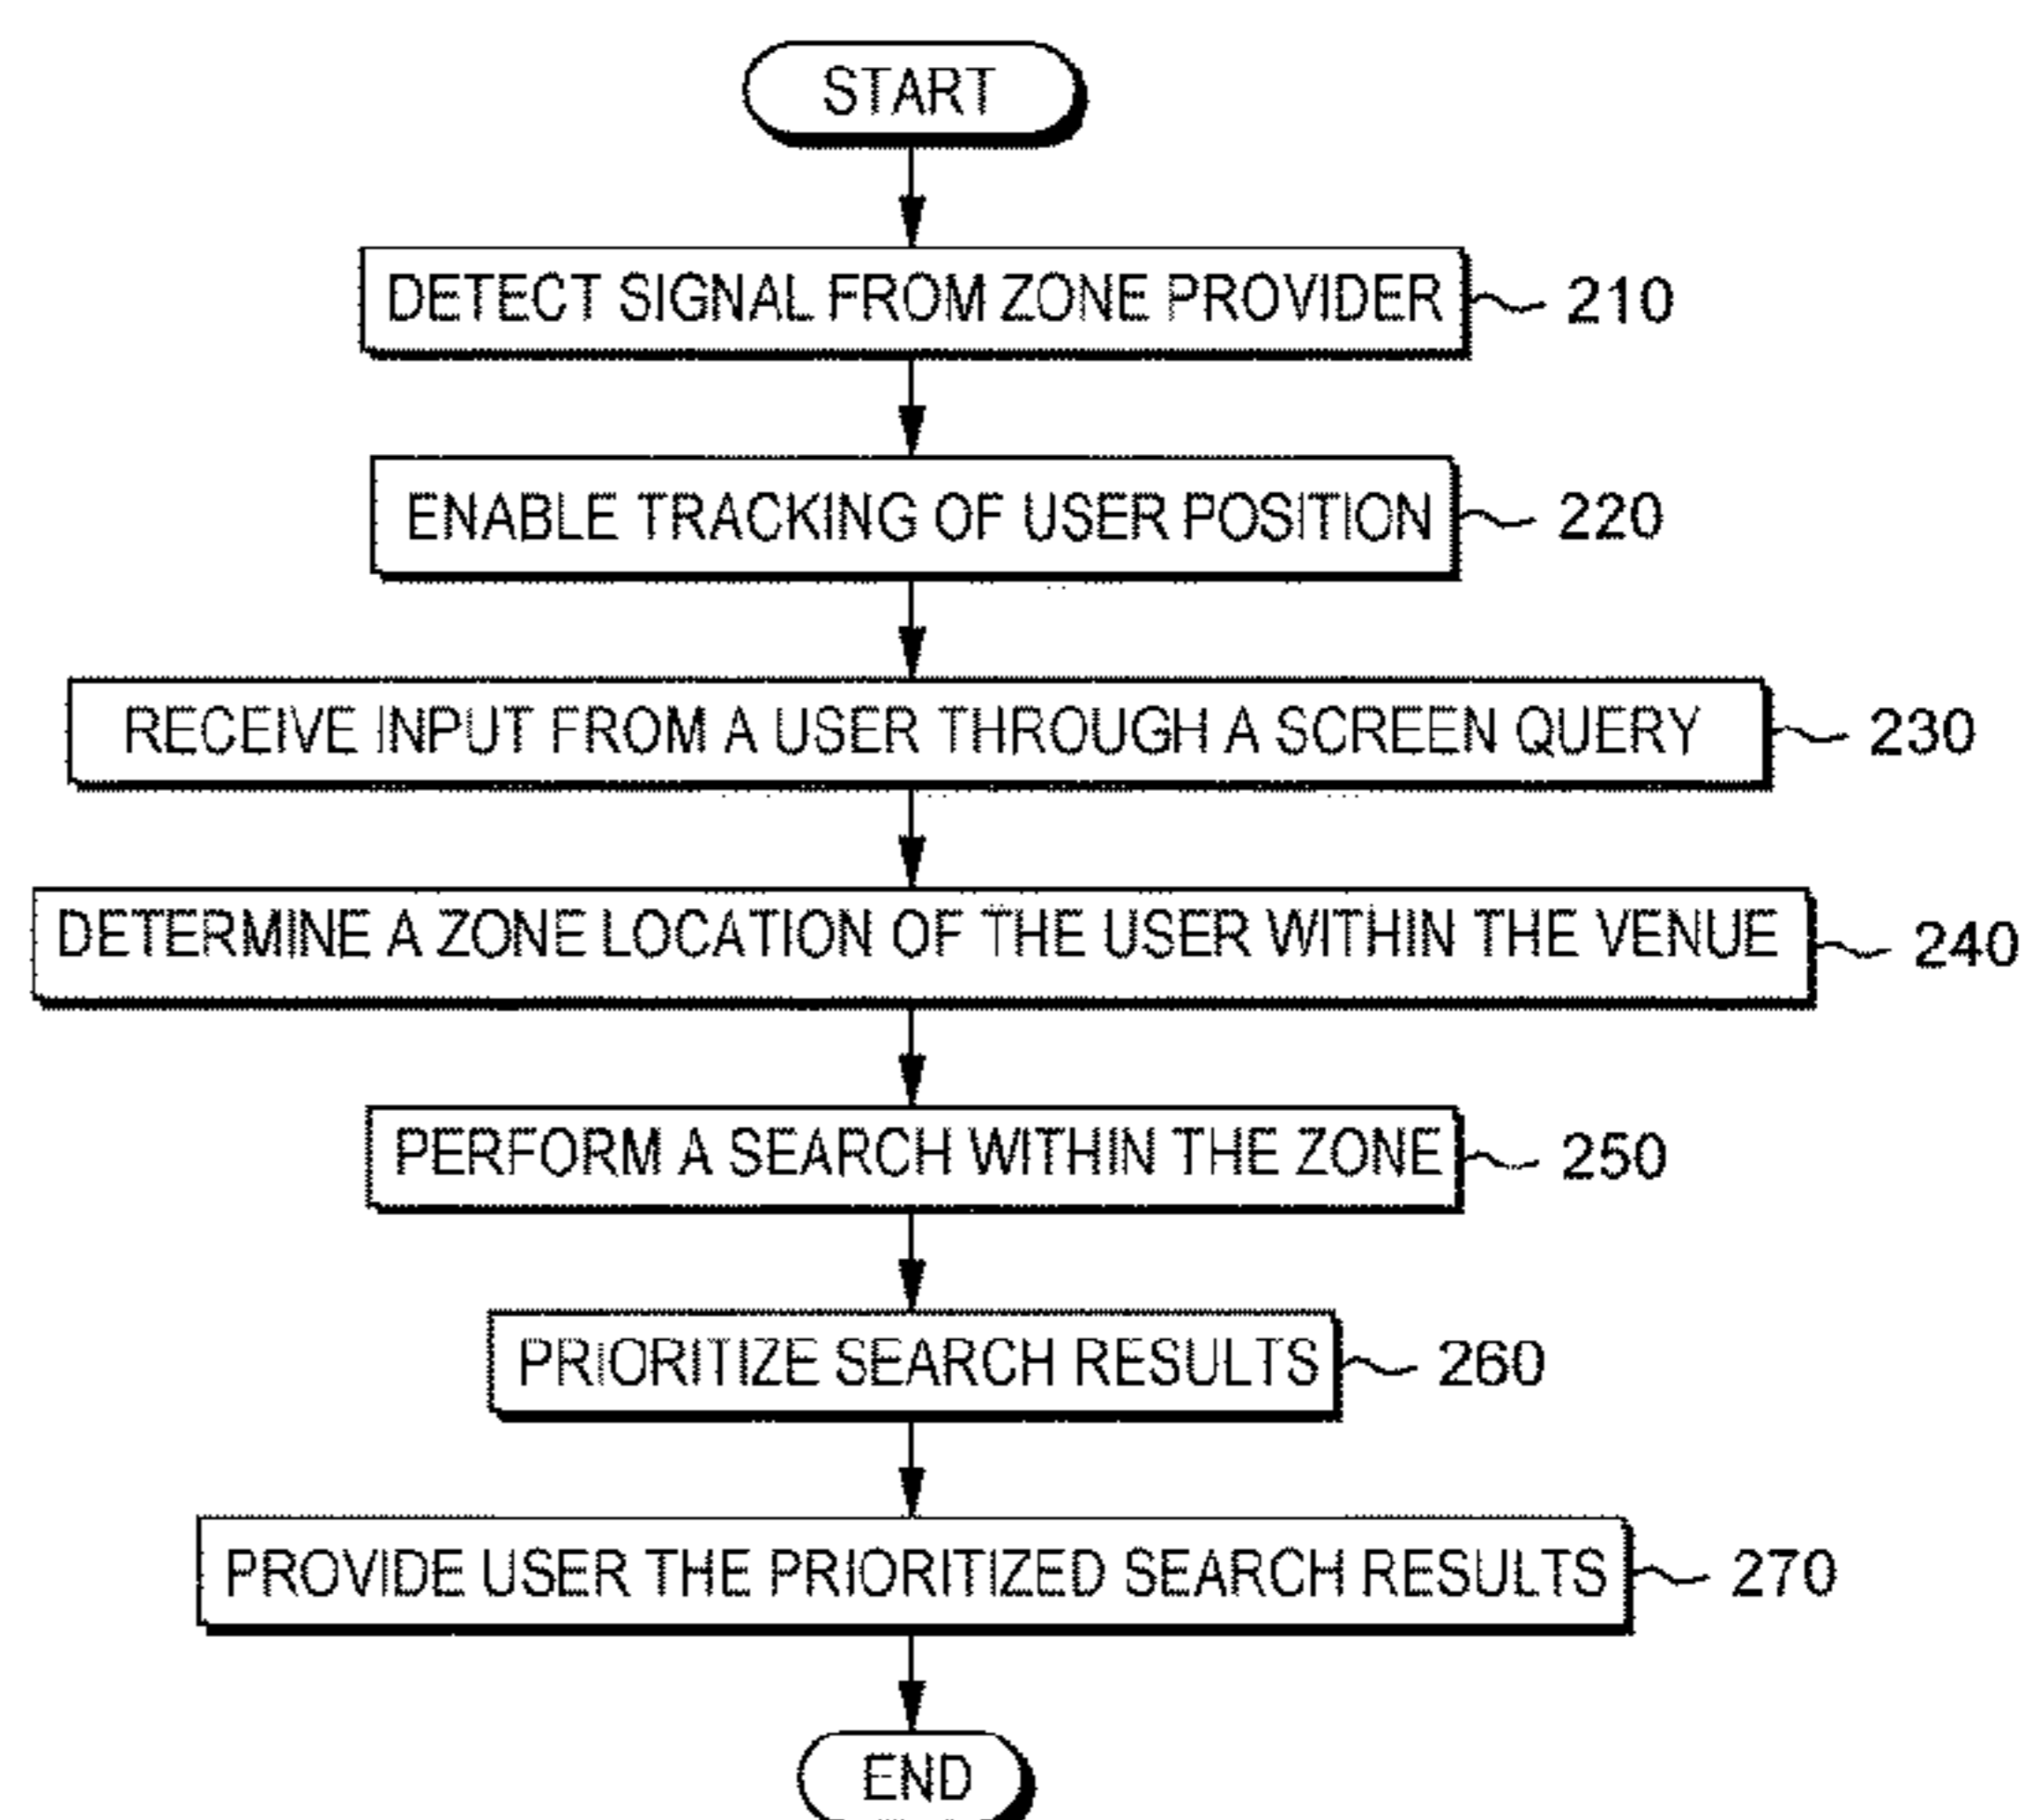 START
DETECT SIGNAL FROM ZONE PROVIDER 210
ENABLE TRACKING OF USER POSITION 220
RECEIVE INPUT FROM A USER THROUGH A SCREEN QUERY 230
DETERMINE A ZONE LOCATION OF THE USER WITHIN THE VENUE 240
PERFORM A SEARCH WITHIN THE ZONE 250
PRIORITIZE SEARCH RESULTS 260
PROVIDE USER THE PRIORITIZED SEARCH RESULTS 270
END